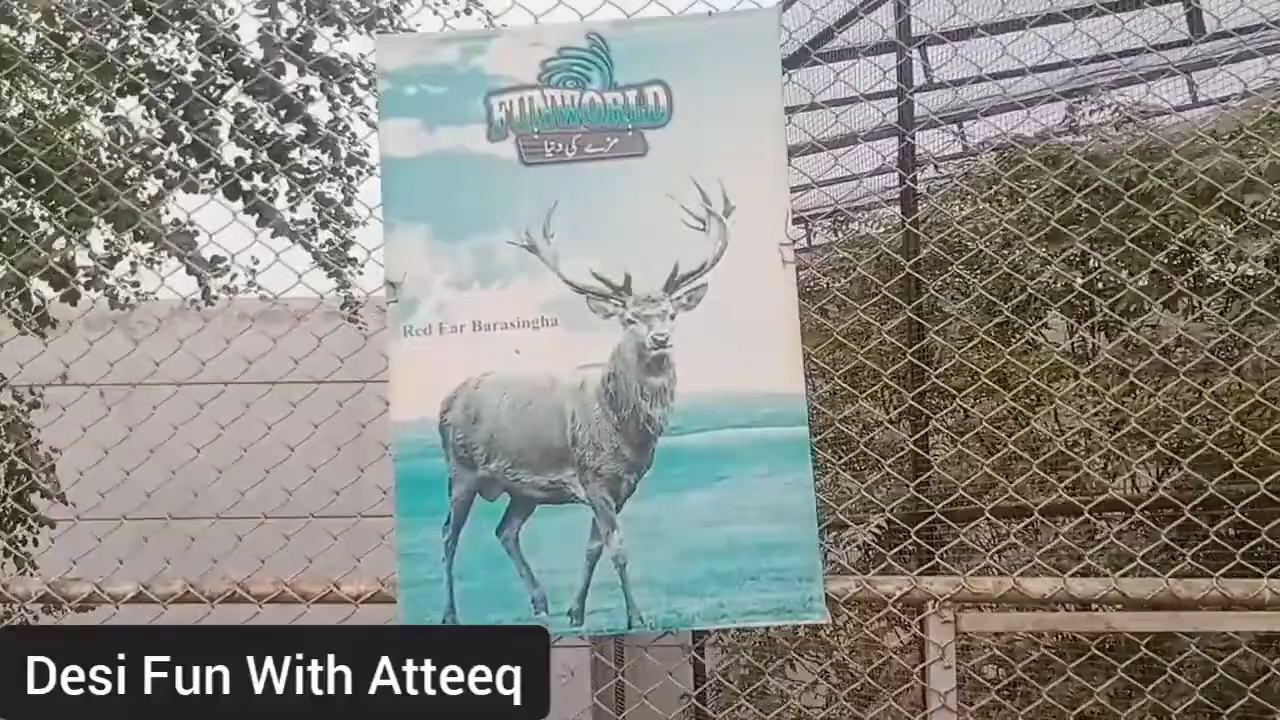 FUNWORLD
مزے کی دنیا
Red Ear Barasingha
Desi Fun With Atteeq